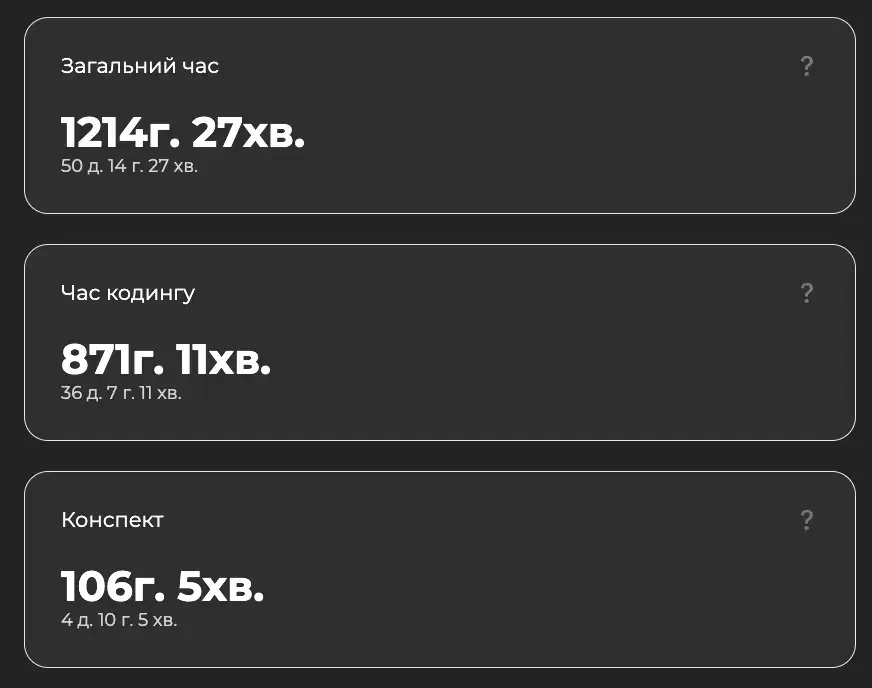 Загальний час
?
1214г. 27хв.
50 д. 14 г. 27 хв.
Час кодингу
?
871г. 11хв.
36 д. 7 г. 11 хв.
Конспект
?
106г. 5хв.
4 д. 10 г. 5 хв.